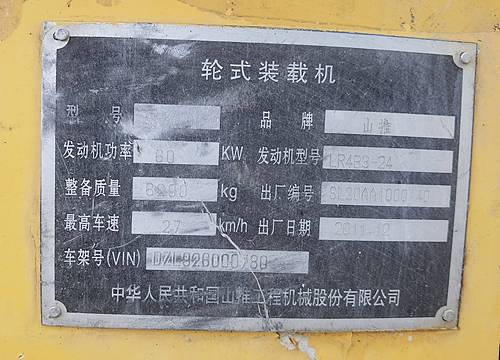 轮式装载机
型号 品牌 山推
发动机功率 60 KW 发动机型号 LR4B3-24
整备质量 kg 出厂编号
最高车速 27 km/h 出厂日期 2011-12
车架号(VIN)
中华人民共和国山推工程机械股份有限公司